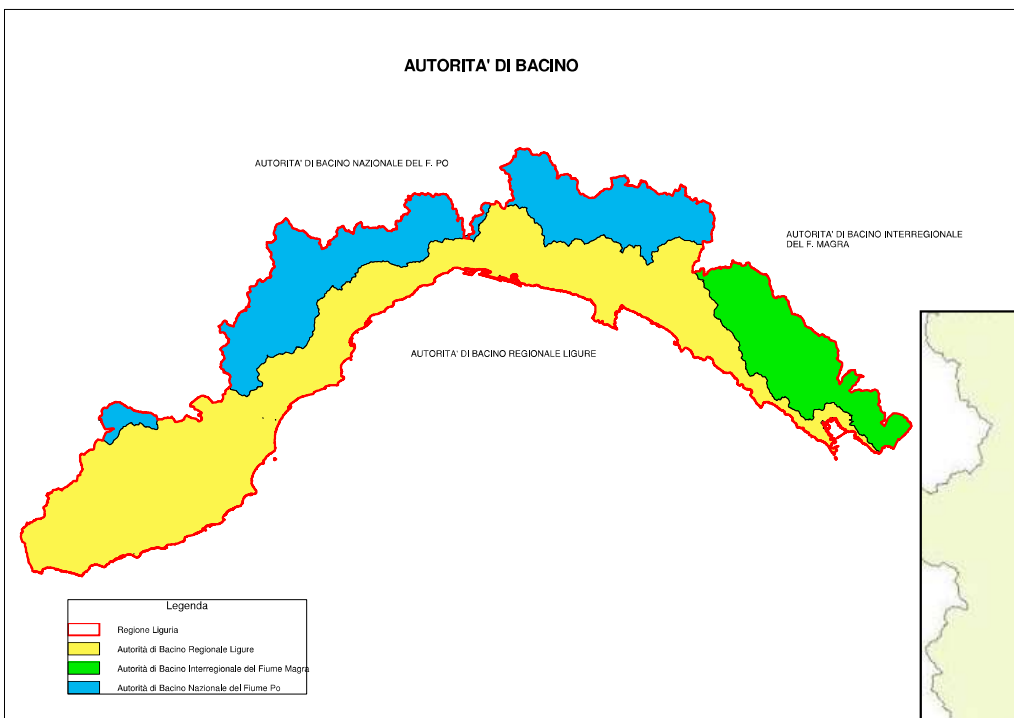 AUTORITA' DI BACINO
AUTORITA' DI BACINO NAZIONALE DEL F. PO
AUTORITA' DI BACINO INTERREGIONALE
DEL F. MAGRA
AUTORITA' DI BACINO REGIONALE LIGURE
Legenda
Regione Liguria
Autorità di Bacino Regionale Ligure
Autorità di Bacino Interregionale del Fiume Magra
Autorità di Bacino Nazionale del Fiume Po